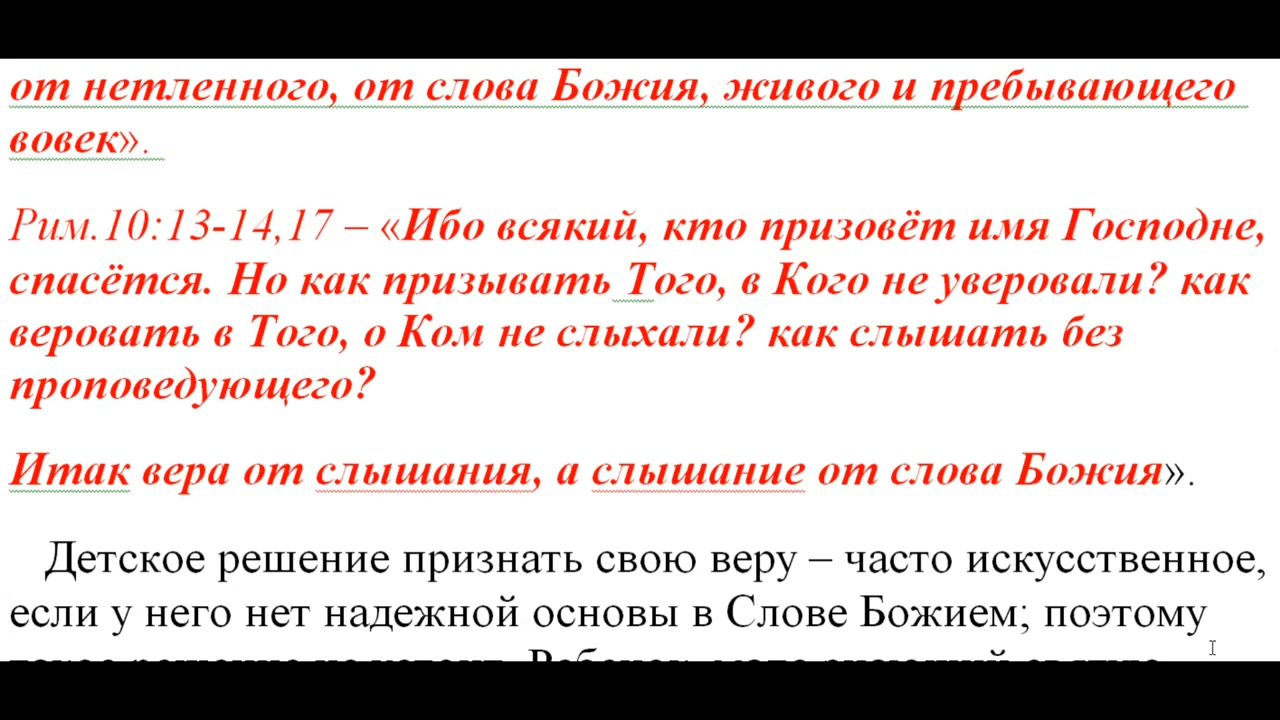 от нетленного, от слова Божия, живого и пребывающего
вовек».
Рим.10:13-14,17 – «Ибо всякий, кто призовёт имя Господне,
спасётся. Но как призывать Того, в Кого не уверовали? как
веровать в Того, о Ком не слыхали? как слышать без
проповедующего?
Итак вера от слышания, а слышание от слова Божия».
Детское решение признать свою веру – часто искусственное,
если у него нет надежной основы в Слове Божием; поэтому